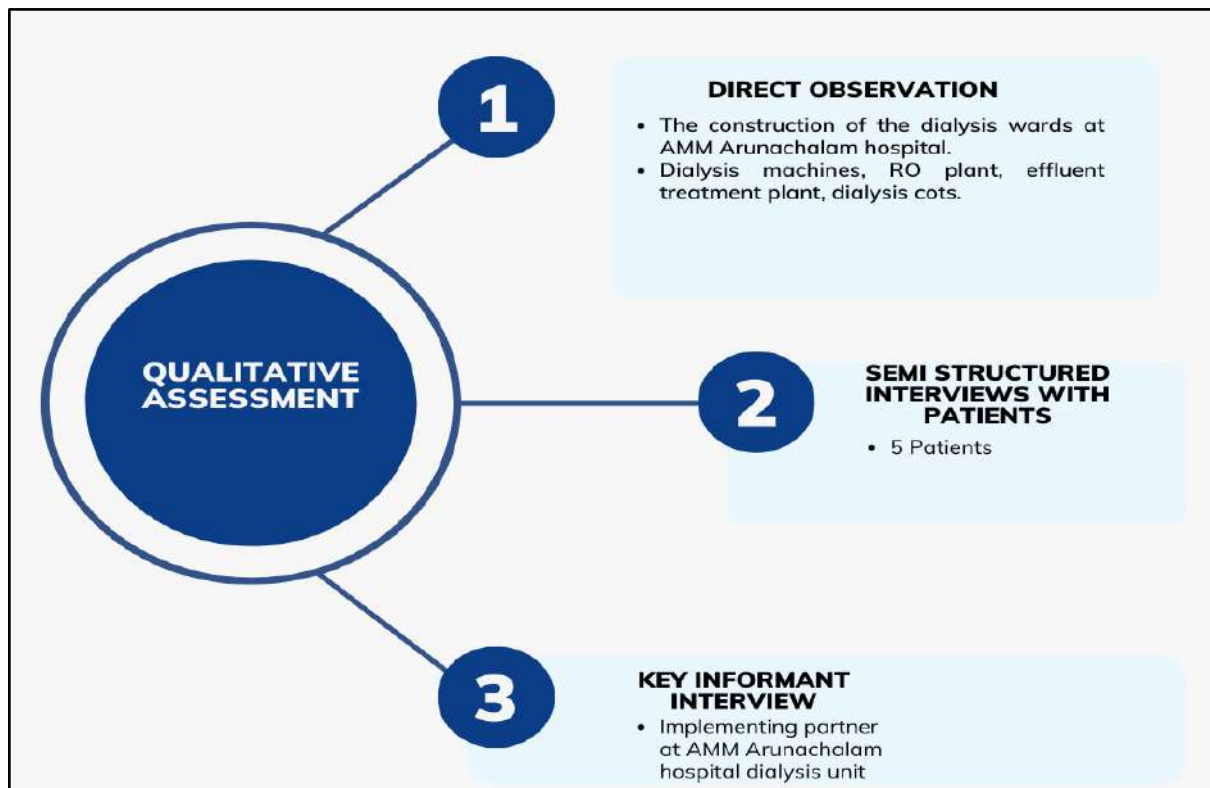 1
DIRECT OBSERVATION
• The construction of the dialysis wards at
AMM Arunachalam hospital.
• Dialysis machines, RO plant, effluent
treatment plant, dialysis cots.
QUALITATIVE
ASSESSMENT
2
SEMI STRUCTURED
INTERVIEWS WITH
PATIENTS
• 5 Patients
3
KEY INFORMANT
INTERVIEW
• Implementing partner
at AMM Arunachalam
hospital dialysis unit